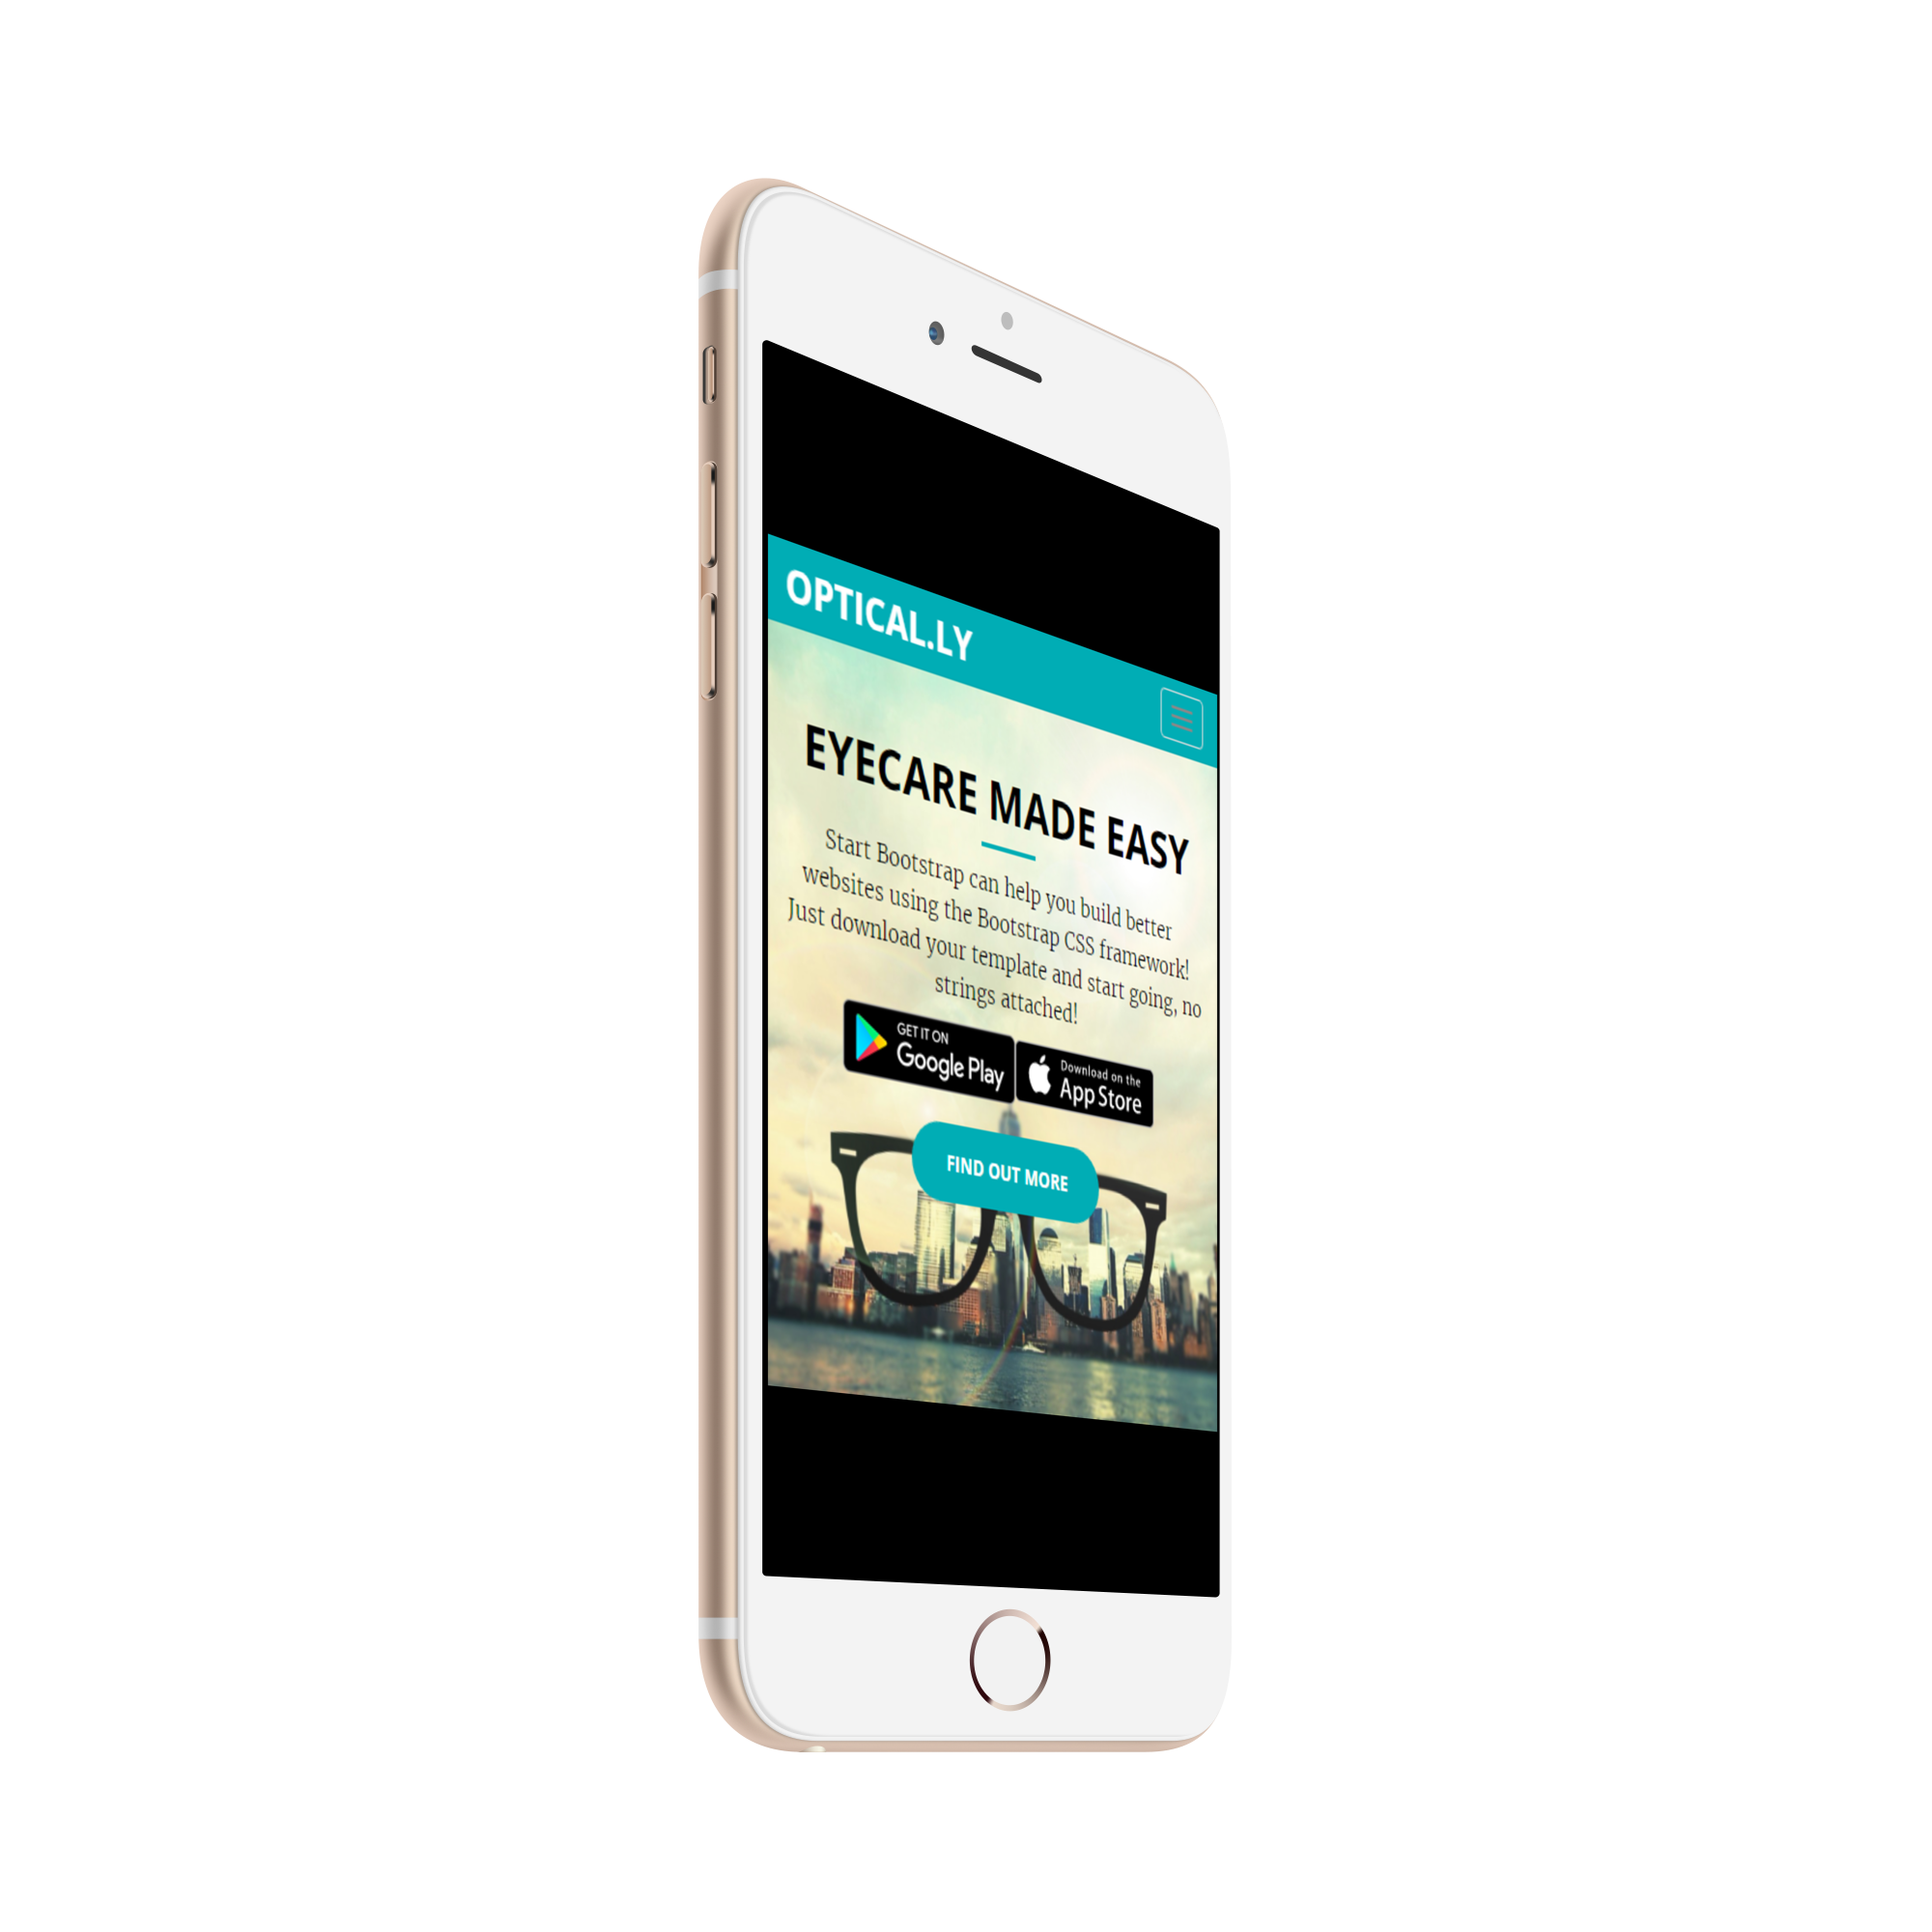 OPTICAL.LY
EYECARE MADE EASY
Start Bootstrap can help you build better
websites using the Bootstrap CSS framework!
Just download your template and start going, no
strings attached!
GET IT ON
Google Play
Download on the
App Store
FIND OUT MORE